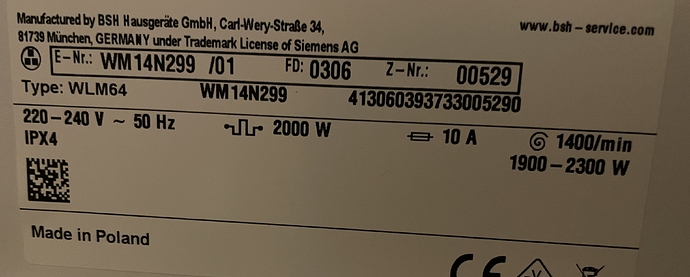 Manufactured by BSH Hausgeräte GmbH, Carl-Wery-Straße 34,
81739 München, GERMANY under Trademark License of Siemens AG
www.bsh-service.com
E-Nr.: WM14N299 /01 FD: 0306 Z-Nr.: 00529
Type: WLM64 WM14N299 413060393733005290
220-240 V ~ 50 Hz 2000 W 10 A 1400/min
IPX4 1900-2300 W
Made in Poland
CE